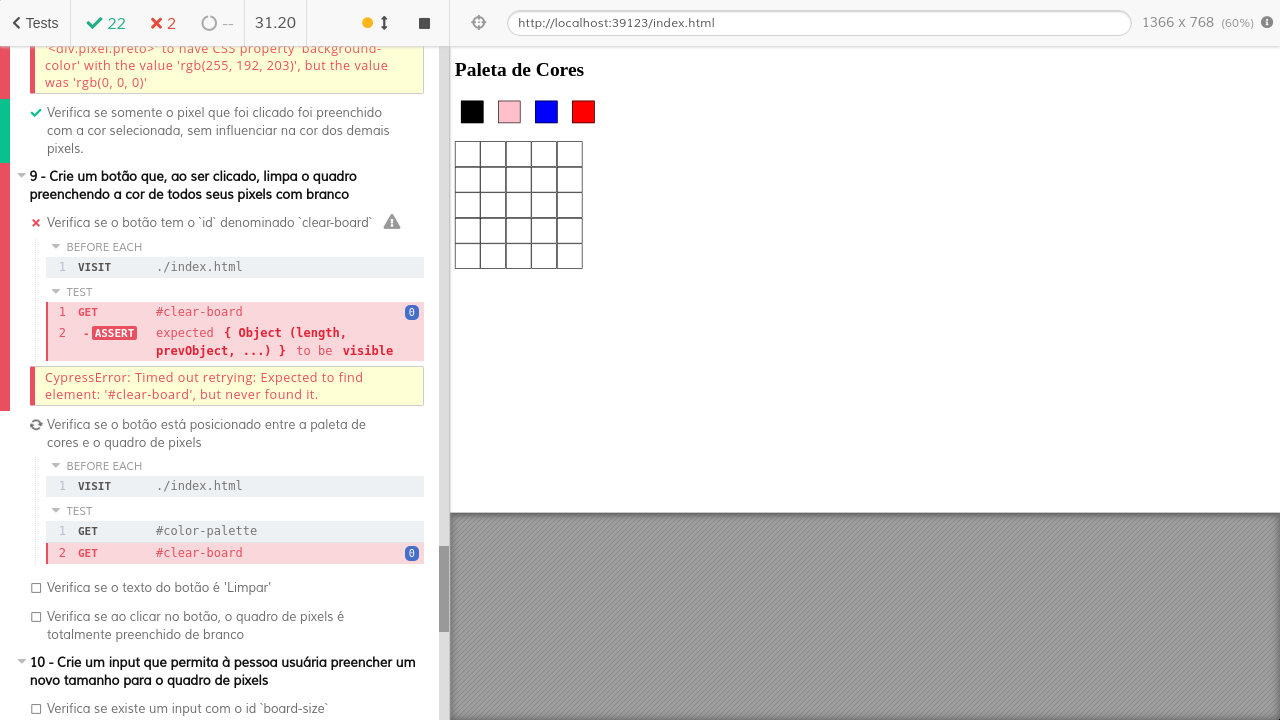 Tests
22
2
--
31.20
http://localhost:39123/index.html
1366 x 768 (60%)
'<div.pixel.preto>' to have CSS property 'background-
color' with the value 'rgb(255, 192, 203)', but the value
was 'rgb(0, 0, 0)'
Verifica se somente o pixel que foi clicado foi preenchido
com a cor selecionada, sem influenciar na cor dos demais
pixels.
9 - Crie um botão que, ao ser clicado, limpa o quadro
preenchendo a cor de todos seus pixels com branco
Verifica se o botão tem o `id` denominado `clear-board`
BEFORE EACH
1 VISIT ./index.html
TEST
1 GET #clear-board 0
2 - ASSERT expected { Object (length,
prevObject, ...) } to be visible
CypressError: Timed out retrying: Expected to find
element: '#clear-board', but never found it.
Verifica se o botão está posicionado entre a paleta de
cores e o quadro de pixels
BEFORE EACH
1 VISIT ./index.html
TEST
1 GET #color-palette
2 GET #clear-board 0
Verifica se o texto do botão é 'Limpar'
Verifica se ao clicar no botão, o quadro de pixels é
totalmente preenchido de branco
10 - Crie um input que permita à pessoa usuária preencher um
novo tamanho para o quadro de pixels
Verifica se existe um input com o id `board-size`
Paleta de Cores